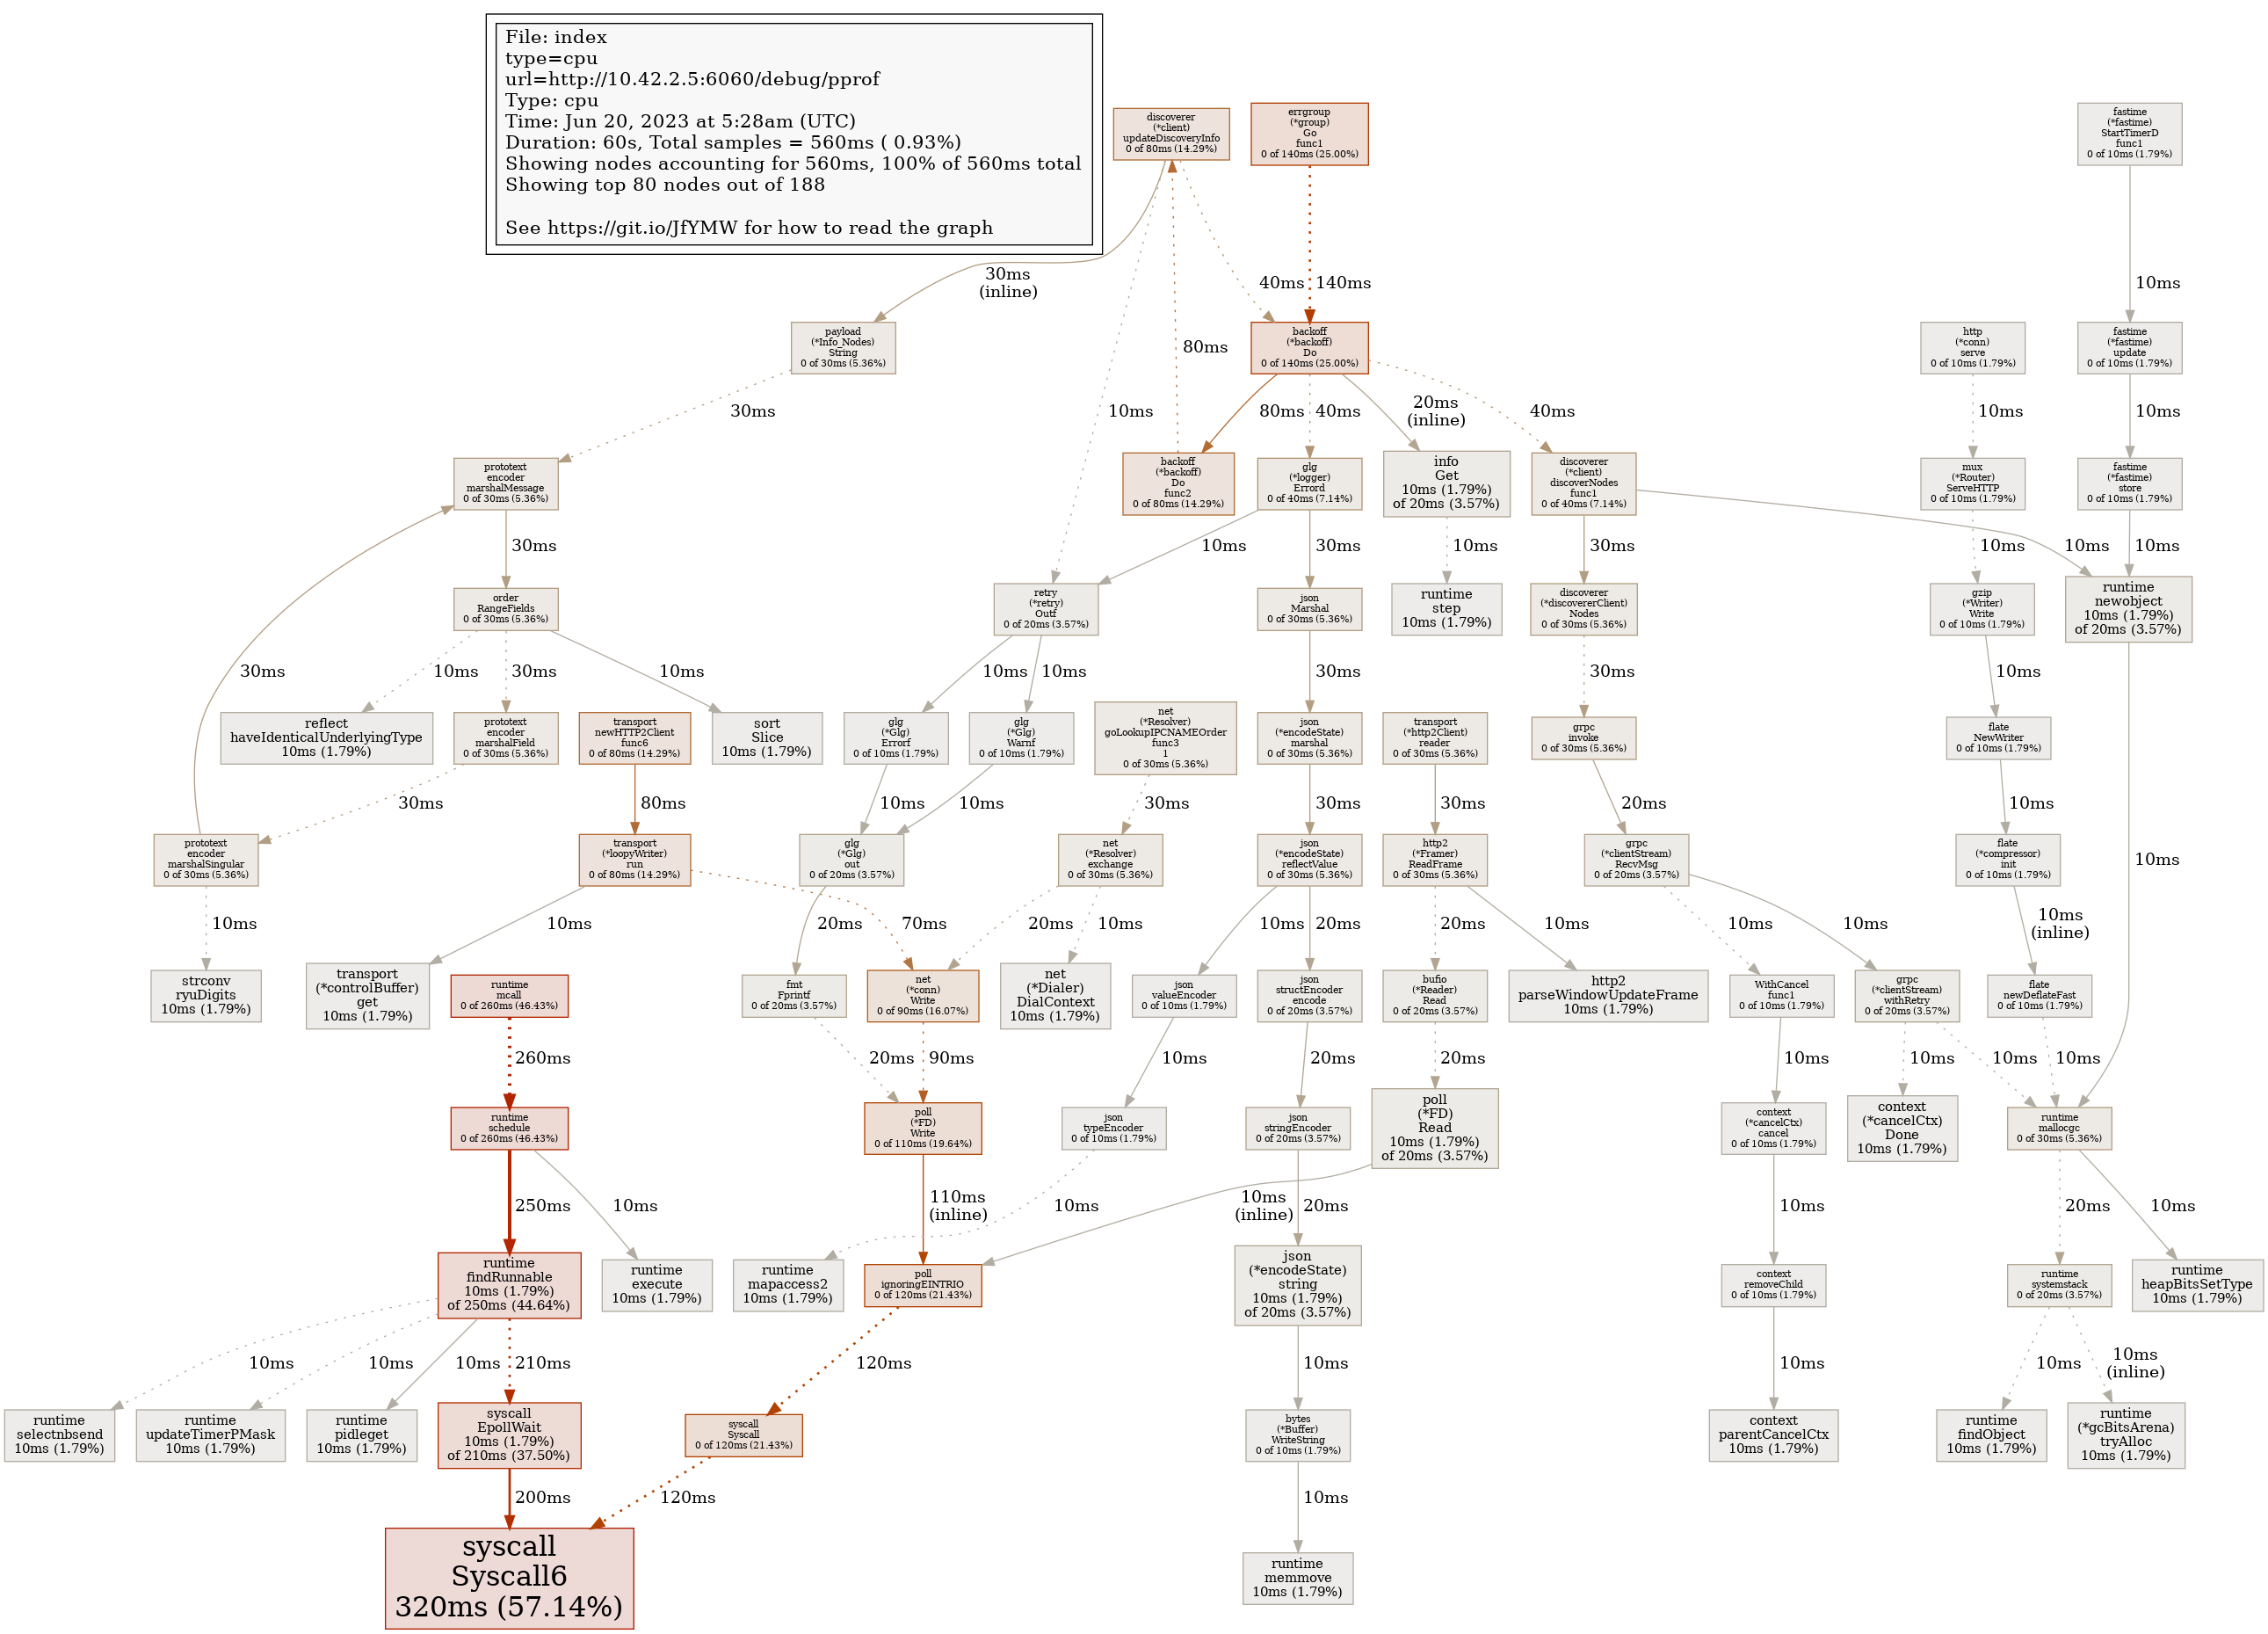 File: index
type=cpu
url=http://10.42.2.5:6060/debug/pprof
Type: cpu
Time: Jun 20, 2023 at 5:28am (UTC)
Duration: 60s, Total samples = 560ms ( 0.93%)
Showing nodes accounting for 560ms, 100% of 560ms total
Showing top 80 nodes out of 188
See https://git.io/JfYMW for how to read the graph
discoverer
(*client)
updateDiscoveryInfo
0 of 80ms (14.29%)
errgroup
(*group)
Go
func1
0 of 140ms (25.00%)
fastime
(*fastime)
StartTimerD
func1
0 of 10ms (1.79%)
30ms
(inline)
40ms
140ms
10ms
payload
(*Info_Nodes)
String
0 of 30ms (5.36%)
80ms
backoff
(*backoff)
Do
0 of 140ms (25.00%)
http
(*conn)
serve
0 of 10ms (1.79%)
fastime
(*fastime)
update
0 of 10ms (1.79%)
30ms
10ms
80ms
40ms
20ms
(inline)
40ms
10ms
10ms
prototext
encoder
marshalMessage
0 of 30ms (5.36%)
backoff
(*backoff)
Do
func2
0 of 80ms (14.29%)
glg
(*logger)
Errord
0 of 40ms (7.14%)
info
Get
10ms (1.79%)
of 20ms (3.57%)
discoverer
(*client)
discoverNodes
func1
0 of 40ms (7.14%)
mux
(*Router)
ServeHTTP
0 of 10ms (1.79%)
fastime
(*fastime)
store
0 of 10ms (1.79%)
30ms
10ms
30ms
10ms
30ms
10ms
10ms
10ms
order
RangeFields
0 of 30ms (5.36%)
retry
(*retry)
Outf
0 of 20ms (3.57%)
json
Marshal
0 of 30ms (5.36%)
runtime
step
10ms (1.79%)
discoverer
(*discovererClient)
Nodes
0 of 30ms (5.36%)
gzip
(*Writer)
Write
0 of 10ms (1.79%)
runtime
newobject
10ms (1.79%)
of 20ms (3.57%)
30ms
10ms
30ms
10ms
10ms
10ms
30ms
30ms
10ms
reflect
haveIdenticalUnderlyingType
10ms (1.79%)
prototext
encoder
marshalField
0 of 30ms (5.36%)
transport
newHTTP2Client
func6
0 of 80ms (14.29%)
sort
Slice
10ms (1.79%)
glg
(*Glg)
Errorf
0 of 10ms (1.79%)
glg
(*Glg)
Warnf
0 of 10ms (1.79%)
net
(*Resolver)
goLookupIPCNAMEOrder
func3
1
0 of 30ms (5.36%)
json
(*encodeState)
marshal
0 of 30ms (5.36%)
transport
(*http2Client)
reader
0 of 30ms (5.36%)
grpc
invoke
0 of 30ms (5.36%)
flate
NewWriter
0 of 10ms (1.79%)
30ms
80ms
10ms
10ms
30ms
30ms
30ms
20ms
10ms
10ms
prototext
encoder
marshalSingular
0 of 30ms (5.36%)
transport
(*loopyWriter)
run
0 of 80ms (14.29%)
glg
(*Glg)
out
0 of 20ms (3.57%)
net
(*Resolver)
exchange
0 of 30ms (5.36%)
json
(*encodeState)
reflectValue
0 of 30ms (5.36%)
http2
(*Framer)
ReadFrame
0 of 30ms (5.36%)
grpc
(*clientStream)
RecvMsg
0 of 20ms (3.57%)
flate
(*compressor)
init
0 of 10ms (1.79%)
10ms
10ms
20ms
70ms
20ms
10ms
10ms
20ms
20ms
10ms
10ms
10ms
10ms
(inline)
strconv
ryuDigits
10ms (1.79%)
transport
(*controlBuffer)
get
10ms (1.79%)
runtime
mcall
0 of 260ms (46.43%)
fmt
Fprintf
0 of 20ms (3.57%)
net
(*conn)
Write
0 of 90ms (16.07%)
net
(*Dialer)
DialContext
10ms (1.79%)
json
valueEncoder
0 of 10ms (1.79%)
json
structEncoder
encode
0 of 20ms (3.57%)
bufio
(*Reader)
Read
0 of 20ms (3.57%)
http2
parseWindowUpdateFrame
10ms (1.79%)
WithCancel
func1
0 of 10ms (1.79%)
grpc
(*clientStream)
withRetry
0 of 20ms (3.57%)
flate
newDeflateFast
0 of 10ms (1.79%)
260ms
20ms
90ms
10ms
20ms
20ms
10ms
10ms
10ms
10ms
runtime
schedule
0 of 260ms (46.43%)
poll
(*FD)
Write
0 of 110ms (19.64%)
json
typeEncoder
0 of 10ms (1.79%)
json
stringEncoder
0 of 20ms (3.57%)
poll
(*FD)
Read
10ms (1.79%)
of 20ms (3.57%)
context
(*cancelCtx)
cancel
0 of 10ms (1.79%)
context
(*cancelCtx)
Done
10ms (1.79%)
runtime
mallocgc
0 of 30ms (5.36%)
250ms
10ms
110ms
(inline)
10ms
10ms
(inline)
20ms
10ms
20ms
10ms
runtime
findRunnable
10ms (1.79%)
of 250ms (44.64%)
runtime
execute
10ms (1.79%)
runtime
mapaccess2
10ms (1.79%)
poll
ignoringEINTRIO
0 of 120ms (21.43%)
json
(*encodeState)
string
10ms (1.79%)
of 20ms (3.57%)
context
removeChild
0 of 10ms (1.79%)
runtime
systemstack
0 of 20ms (3.57%)
runtime
heapBitsSetType
10ms (1.79%)
10ms
10ms
10ms
210ms
120ms
10ms
10ms
10ms
10ms
(inline)
runtime
selectnbsend
10ms (1.79%)
runtime
updateTimerPMask
10ms (1.79%)
runtime
pidleget
10ms (1.79%)
syscall
EpollWait
10ms (1.79%)
of 210ms (37.50%)
syscall
Syscall
0 of 120ms (21.43%)
bytes
(*Buffer)
WriteString
0 of 10ms (1.79%)
context
parentCancelCtx
10ms (1.79%)
runtime
findObject
10ms (1.79%)
runtime
(*gcBitsArena)
tryAlloc
10ms (1.79%)
200ms
120ms
10ms
syscall
Syscall6
320ms (57.14%)
runtime
memmove
10ms (1.79%)